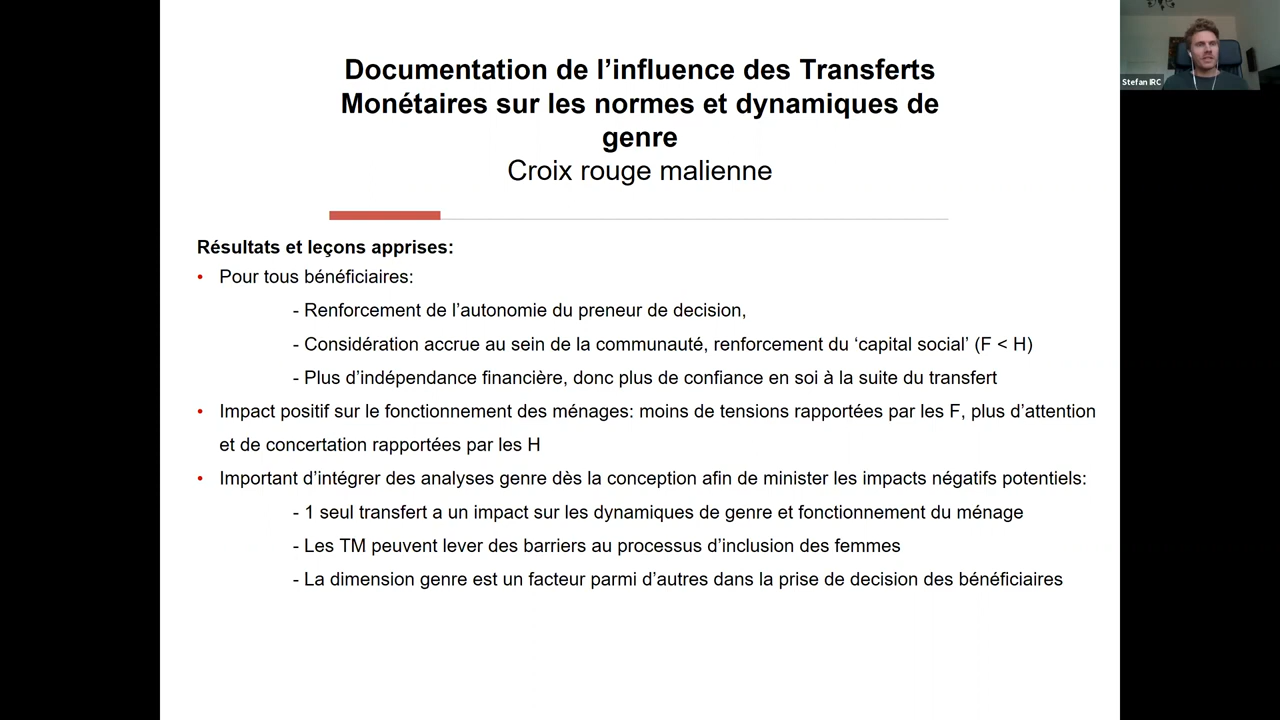 Documentation de l’influence des Transferts
Monétaires sur les normes et dynamiques de
genre
Croix rouge malienne
Résultats et leçons apprises:
• Pour tous bénéficiaires:
- Renforcement de l’autonomie du preneur de decision,
- Considération accrue au sein de la communauté, renforcement du ‘capital social’ (F < H)
- Plus d’indépendance financière, donc plus de confiance en soi à la suite du transfert
• Impact positif sur le fonctionnement des ménages: moins de tensions rapportées par les F, plus d’attention
et de concertation rapportées par les H
• Important d’intégrer des analyses genre dès la conception afin de minister les impacts négatifs potentiels:
- 1 seul transfert a un impact sur les dynamiques de genre et fonctionnement du ménage
- Les TM peuvent lever des barriers au processus d’inclusion des femmes
- La dimension genre est un facteur parmi d’autres dans la prise de decision des bénéficiaires
Stefan IRC